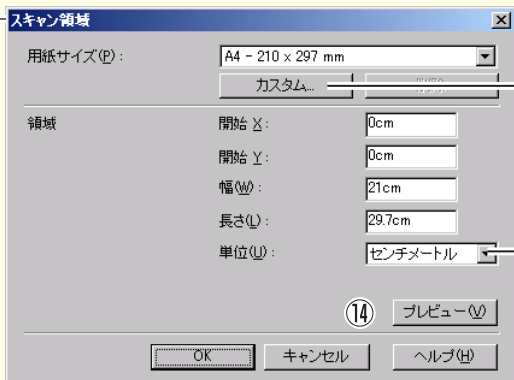 スキャン領域
用紙サイズ(P): A4 - 210 x 297 mm
カスタム... 削除
領域 開始 X: 0cm
開始 Y: 0cm
幅(W): 21cm
長さ(L): 29.7cm
単位(U): センチメートル
⑭ プレビュー(V)
OK キャンセル ヘルプ(H)